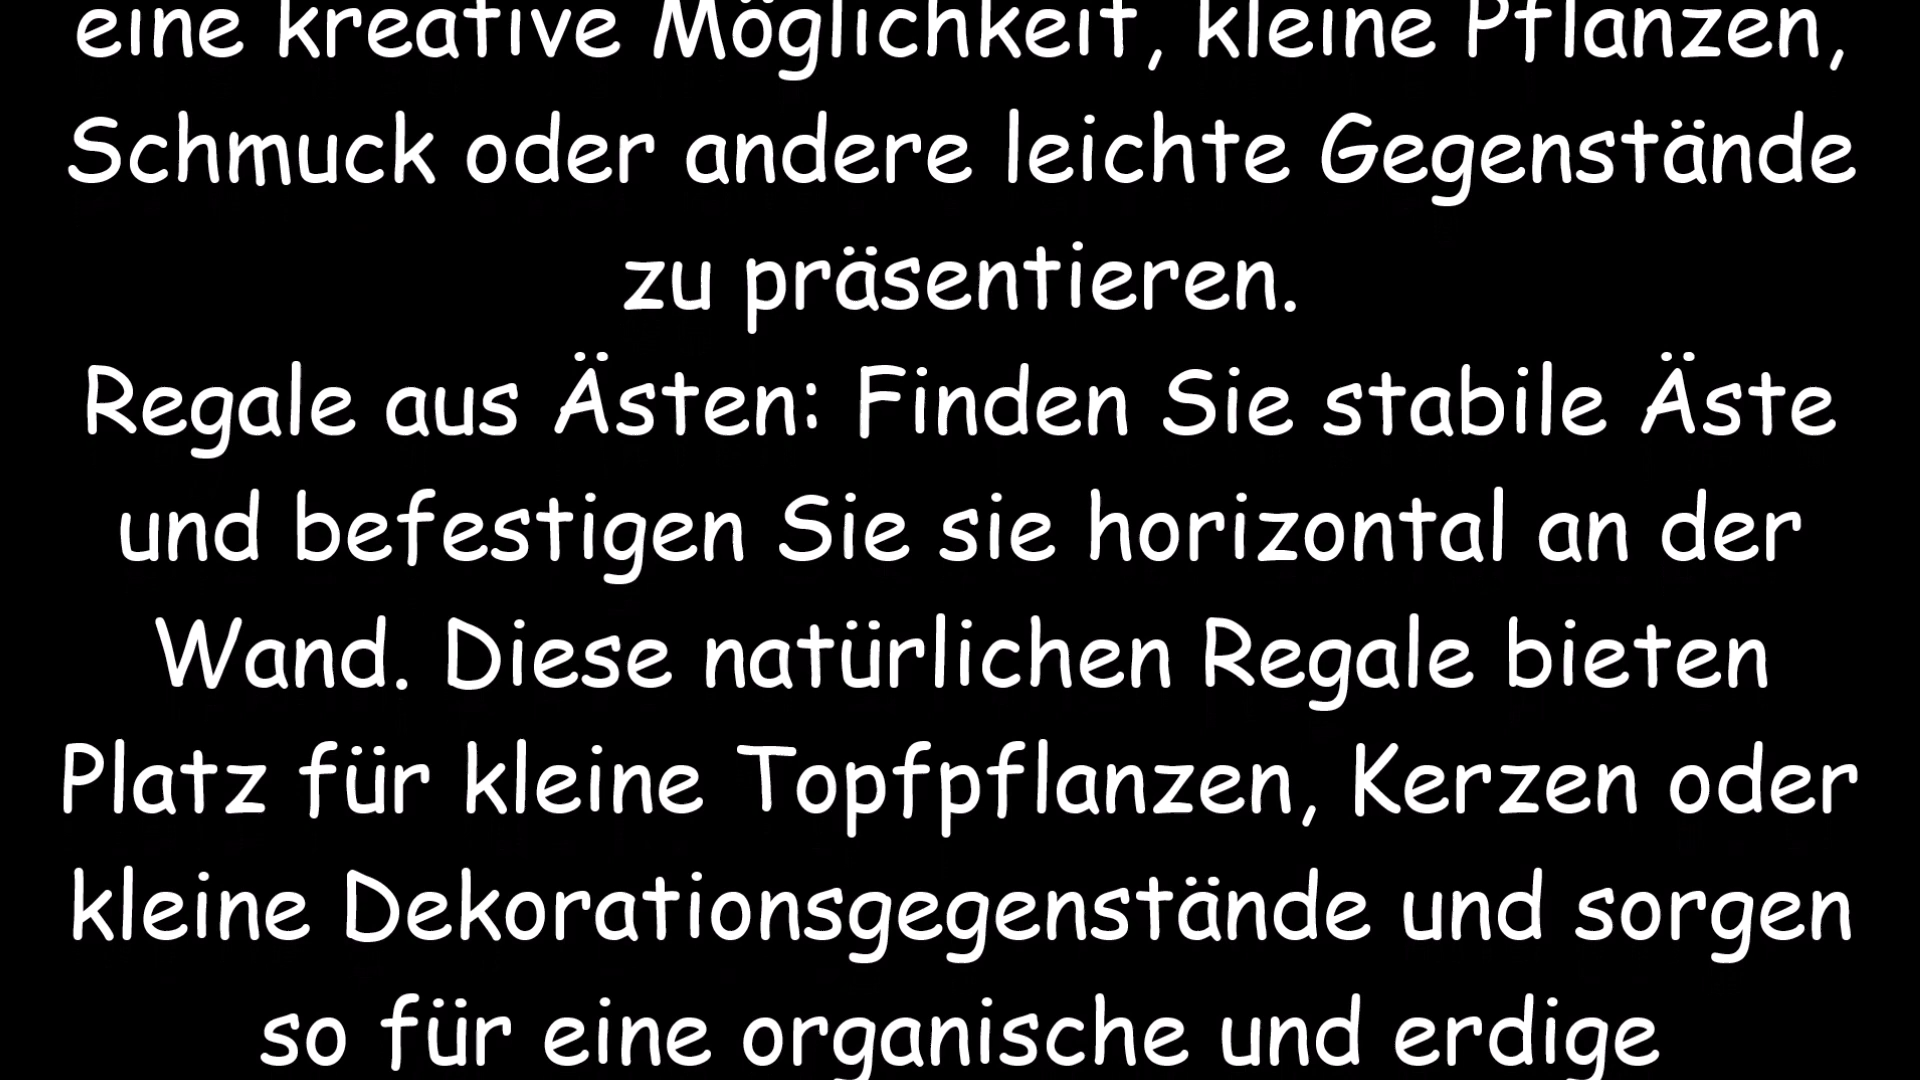 eine kreative Möglichkeit, kleine Pflanzen,
Schmuck oder andere leichte Gegenstände
zu präsentieren.
Regale aus Ästen: Finden Sie stabile Äste
und befestigen Sie sie horizontal an der
Wand. Diese natürlichen Regale bieten
Platz für kleine Topfpflanzen, Kerzen oder
kleine Dekorationsgegenstände und sorgen
so für eine organische und erdige